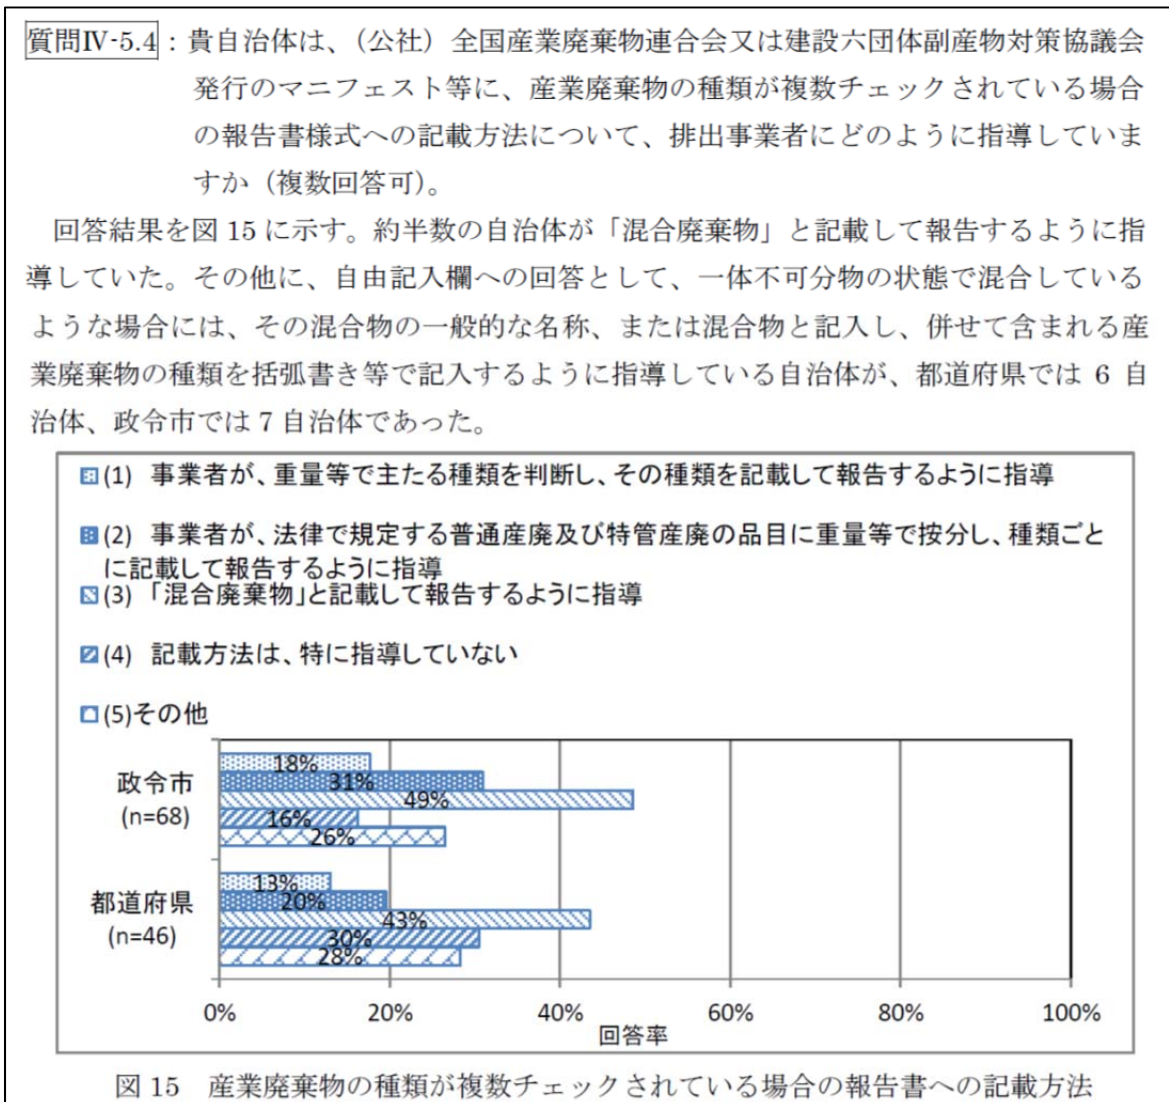 質問Ⅳ-5.4：貴自治体は、（公社）全国産業廃棄物連合会又は建設六団体副産物対策協議会
発行のマニフェスト等に、産業廃棄物の種類が複数チェックされている場合
の報告書様式への記載方法について、排出事業者にどのように指導していま
すか（複数回答可）。
回答結果を図 15 に示す。約半数の自治体が「混合廃棄物」と記載して報告するように指
導していた。その他に、自由記入欄への回答として、一体不可分物の状態で混合している
ような場合には、その混合物の一般的な名称、または混合物と記入し、併せて含まれる産
業廃棄物の種類を括弧書き等で記入するように指導している自治体が、都道府県では 6 自
治体、政令市では 7 自治体であった。
(1) 事業者が、重量等で主たる種類を判断し、その種類を記載して報告するように指導
(2) 事業者が、法律で規定する普通産廃及び特管産廃の品目に重量等で按分し、種類ごと
に記載して報告するように指導
(3) 「混合廃棄物」と記載して報告するように指導
(4) 記載方法は、特に指導していない
(5)その他
政令市
(n=68)
18%
31%
49%
16%
26%
都道府県
(n=46)
13%
20%
43%
30%
28%
0% 20% 40% 60% 80% 100%
回答率
図 15 産業廃棄物の種類が複数チェックされている場合の報告書への記載方法